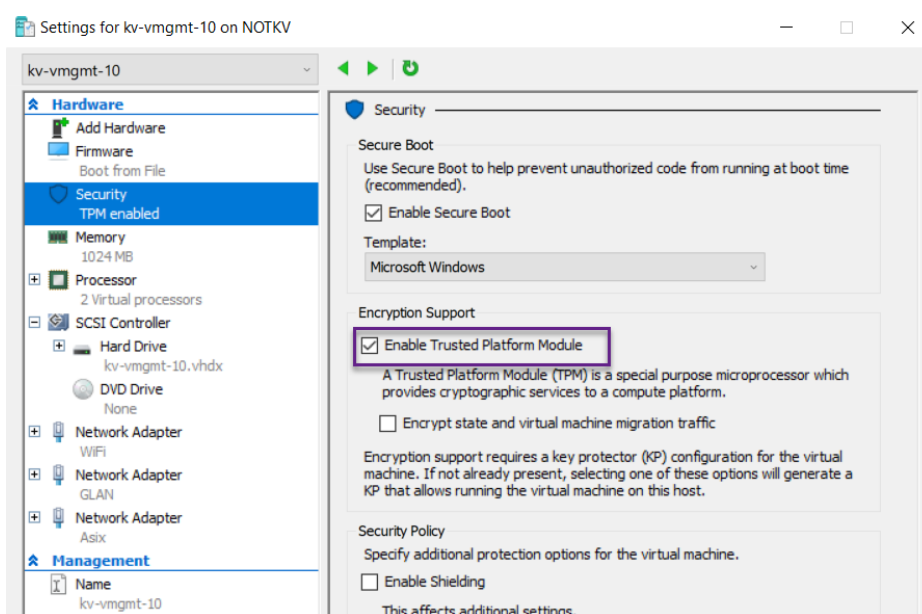 Settings for kv-vmgmt-10 on NOTKV
kv-vmgmt-10
Hardware
Add Hardware
Firmware
Boot from File
Security
TPM enabled
Memory
1024 MB
Processor
2 Virtual processors
SCSI Controller
Hard Drive
kv-vmgmt-10.vhdx
DVD Drive
None
Network Adapter
WiFi
Network Adapter
GLAN
Network Adapter
Asix
Management
Name
kv-vmgmt-10
Security
Secure Boot
Use Secure Boot to help prevent unauthorized code from running at boot time
(recommended).
Enable Secure Boot
Template:
Microsoft Windows
Encryption Support
Enable Trusted Platform Module
A Trusted Platform Module (TPM) is a special purpose microprocessor which
provides cryptographic services to a compute platform.
Encrypt state and virtual machine migration traffic
Encryption support requires a key protector (KP) configuration for the virtual
machine. If not already present, selecting one of these options will generate a
KP that allows running the virtual machine on this host.
Security Policy
Specify additional protection options for the virtual machine.
Enable Shielding
This affects additional settings.